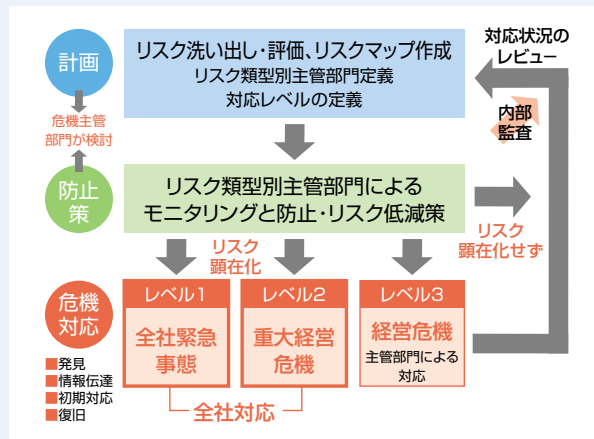 計画
リスク洗い出し・評価、リスクマップ作成
リスク類型別主管部門定義
対応レベルの定義
対応状況の
レビュー
内部
監査
危機主管
部門が検討
防止
策
リスク類型別主管部門による
モニタリングと防止・リスク低減策
リスク
顕在化せず
リスク
顕在化
危機
対応
レベル1
全社緊急
事態
レベル2
重大経営
危機
レベル3
経営危機
主管部門による
対応
■発見
■情報伝達
■初期対応
■復旧
全社対応